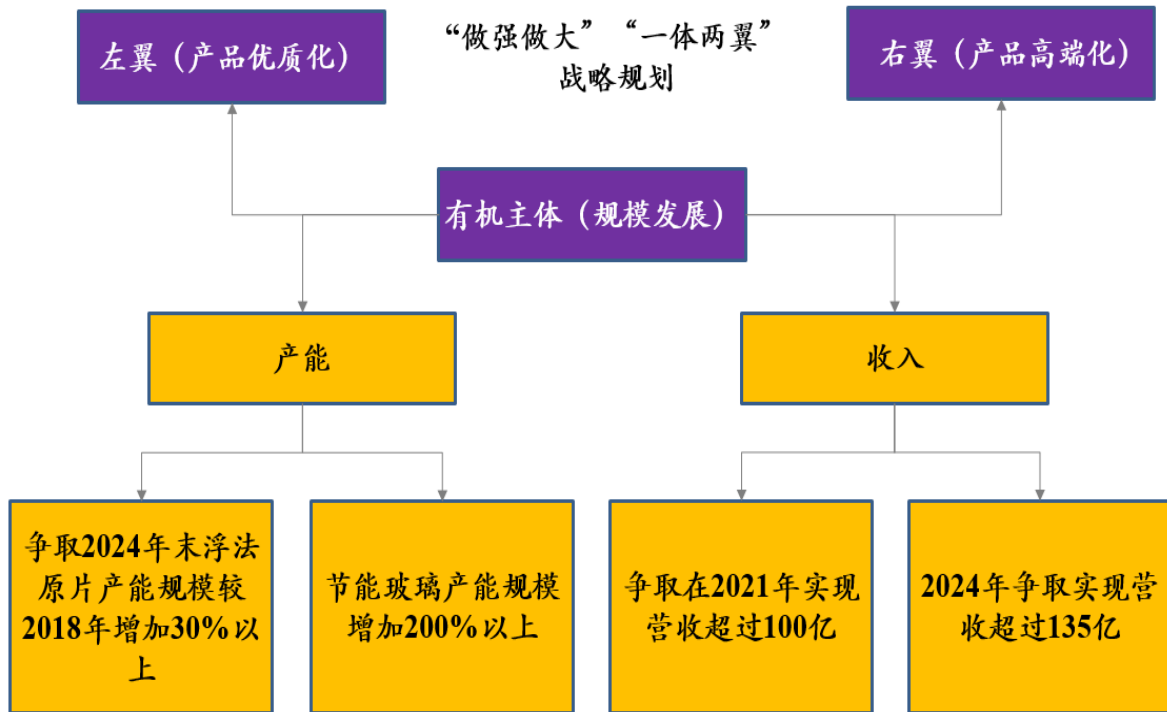 “做强做大” “一体两翼”
战略规划
左翼（产品优质化）
右翼（产品高端化）
有机主体（规模发展）
产能
收入
争取2024年末浮法
原片产能规模较
2018年增加30%以
上
节能玻璃产能规模
增加200%以上
争取在2021年实现
营收超过100亿
2024年争取实现营
收超过135亿